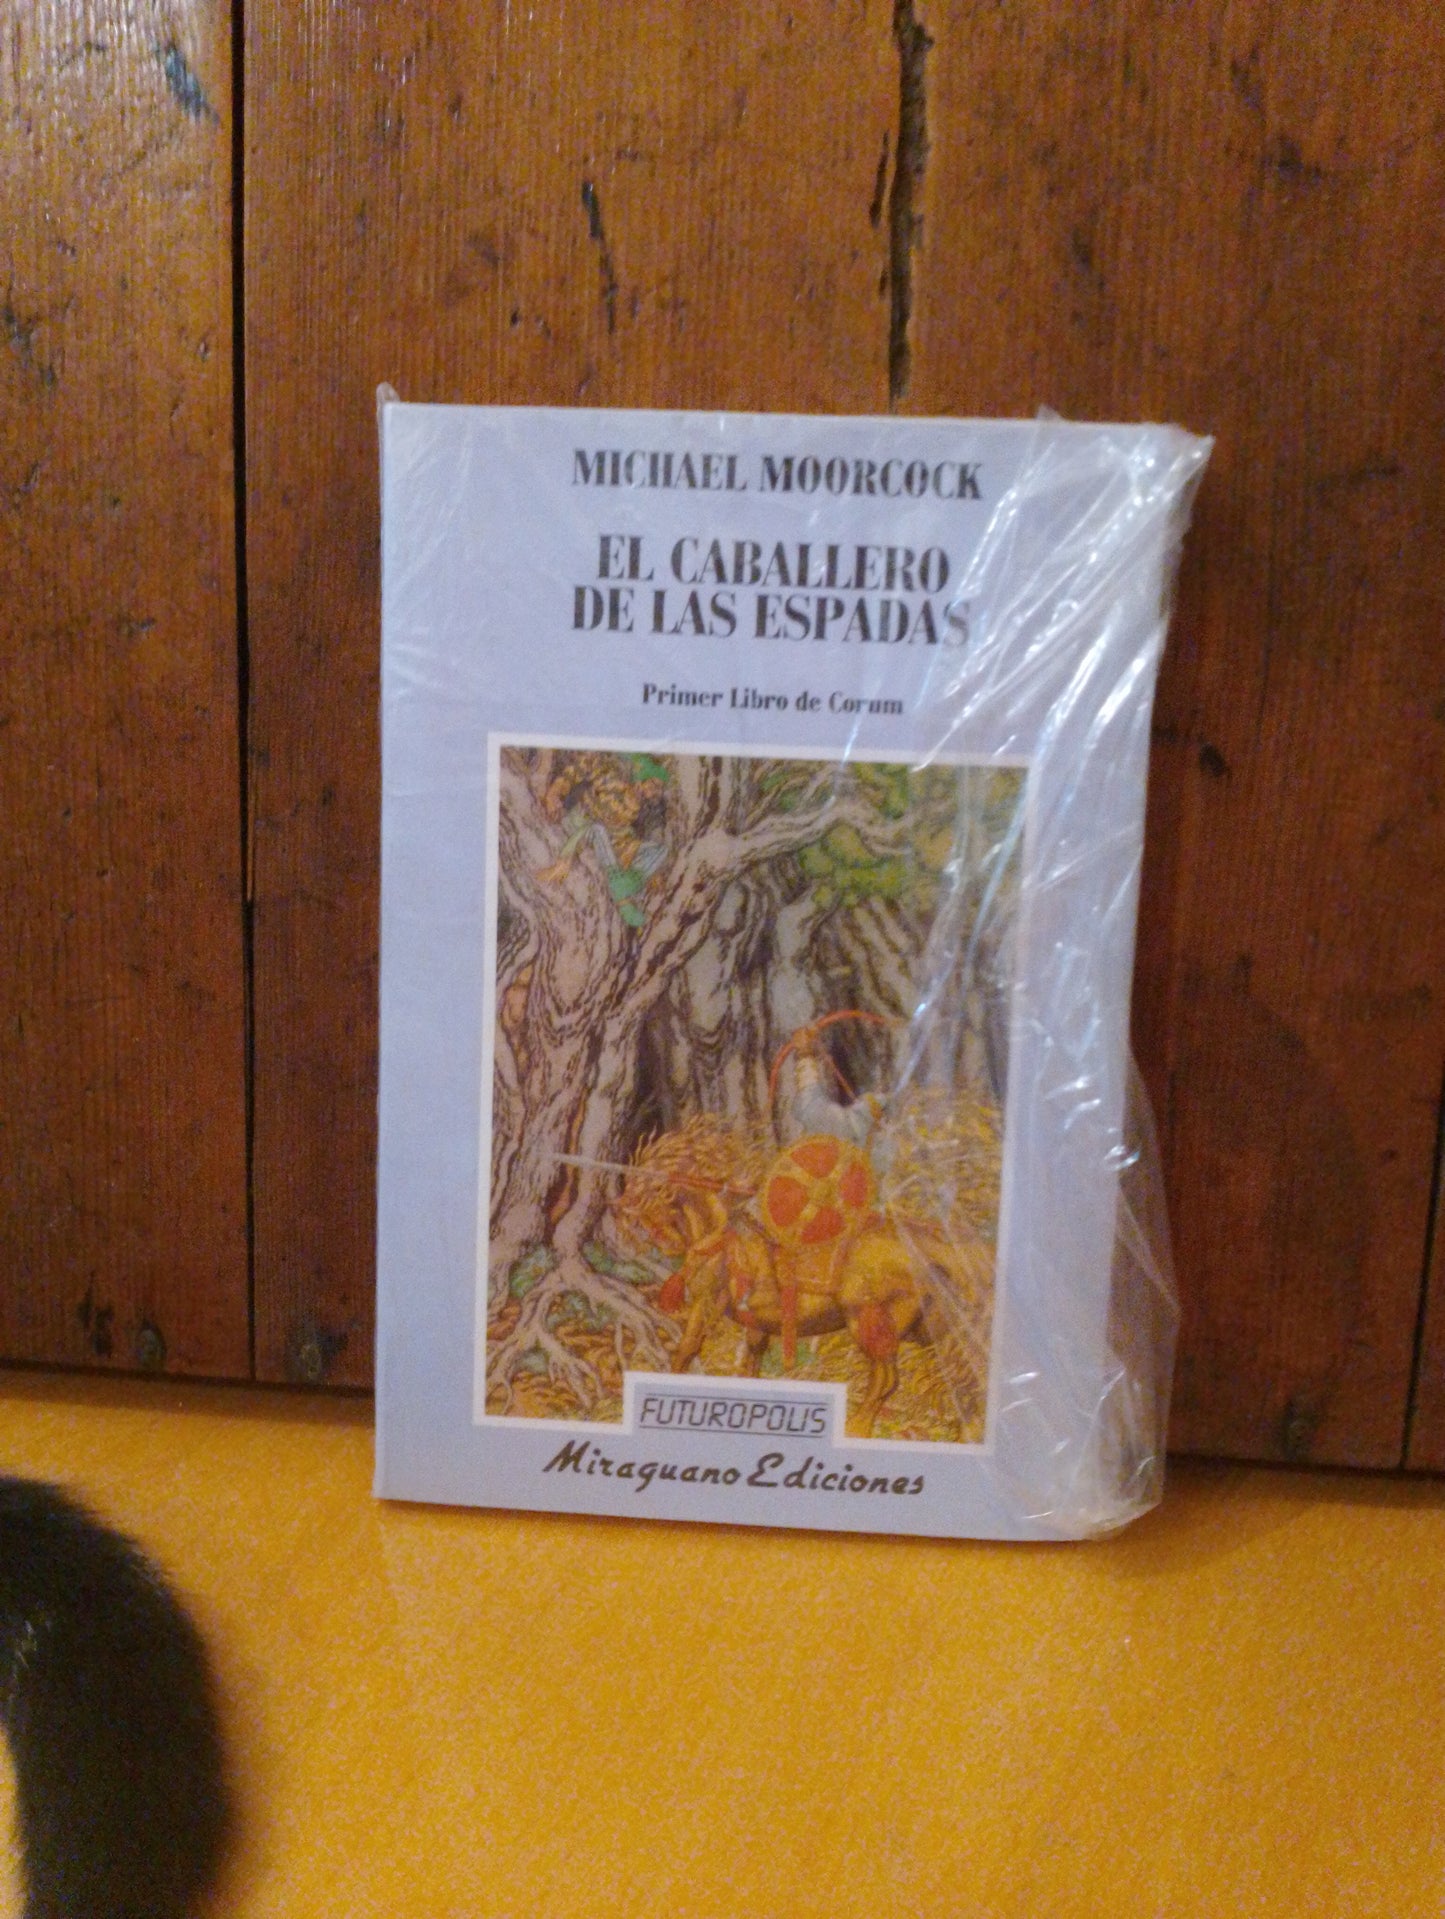 MICHAEL MOORCOCK
EL CABALLERO
DE LAS ESPADAS
Primer Libro de Corum
FUTUROPOLIS
Miraguano Ediciones